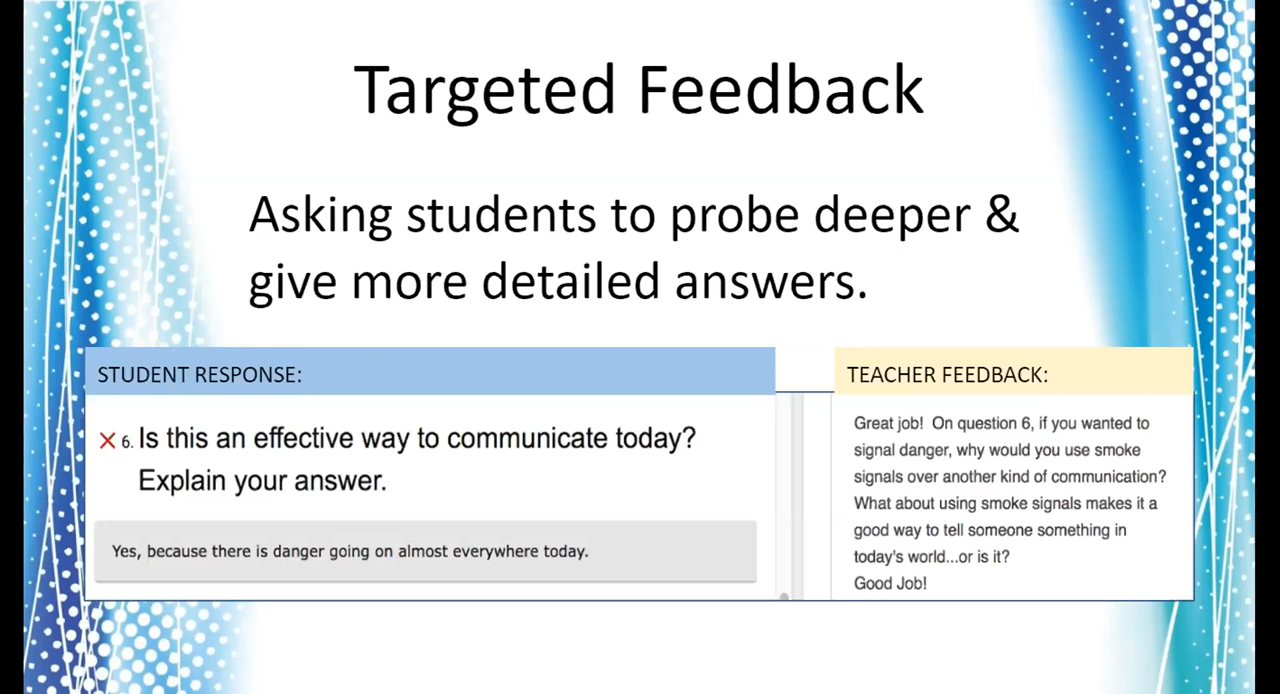 Targeted Feedback
Asking students to probe deeper &
give more detailed answers.
STUDENT RESPONSE:
6. Is this an effective way to communicate today?
Explain your answer.
Yes, because there is danger going on almost everywhere today.
TEACHER FEEDBACK:
Great job! On question 6, if you wanted to
signal danger, why would you use smoke
signals over another kind of communication?
What about using smoke signals makes it a
good way to tell someone something in
today's world...or is it?
Good Job!